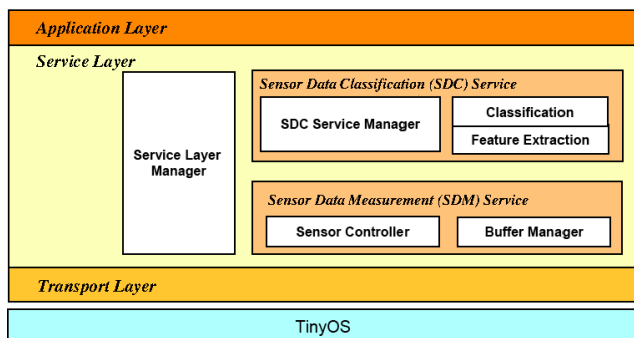 Application Layer
Service Layer
Service Layer
Manager
Sensor Data Classification (SDC) Service
SDC Service Manager
Classification
Feature Extraction
Sensor Data Measurement (SDM) Service
Sensor Controller
Buffer Manager
Transport Layer
TinyOS